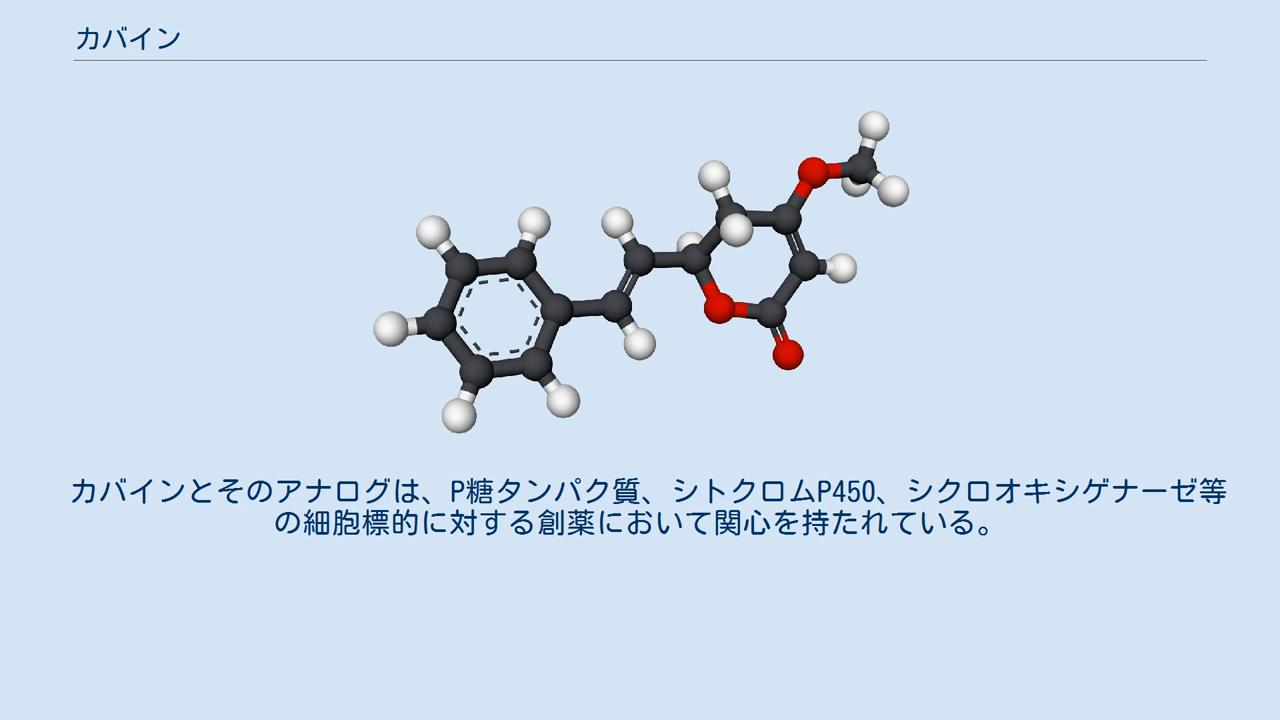 カバイン
カバインとそのアナログは、P糖タンパク質、シトクロムP450、シクロオキシゲナーゼ等
の細胞標的に対する創薬において関心を持たれている。